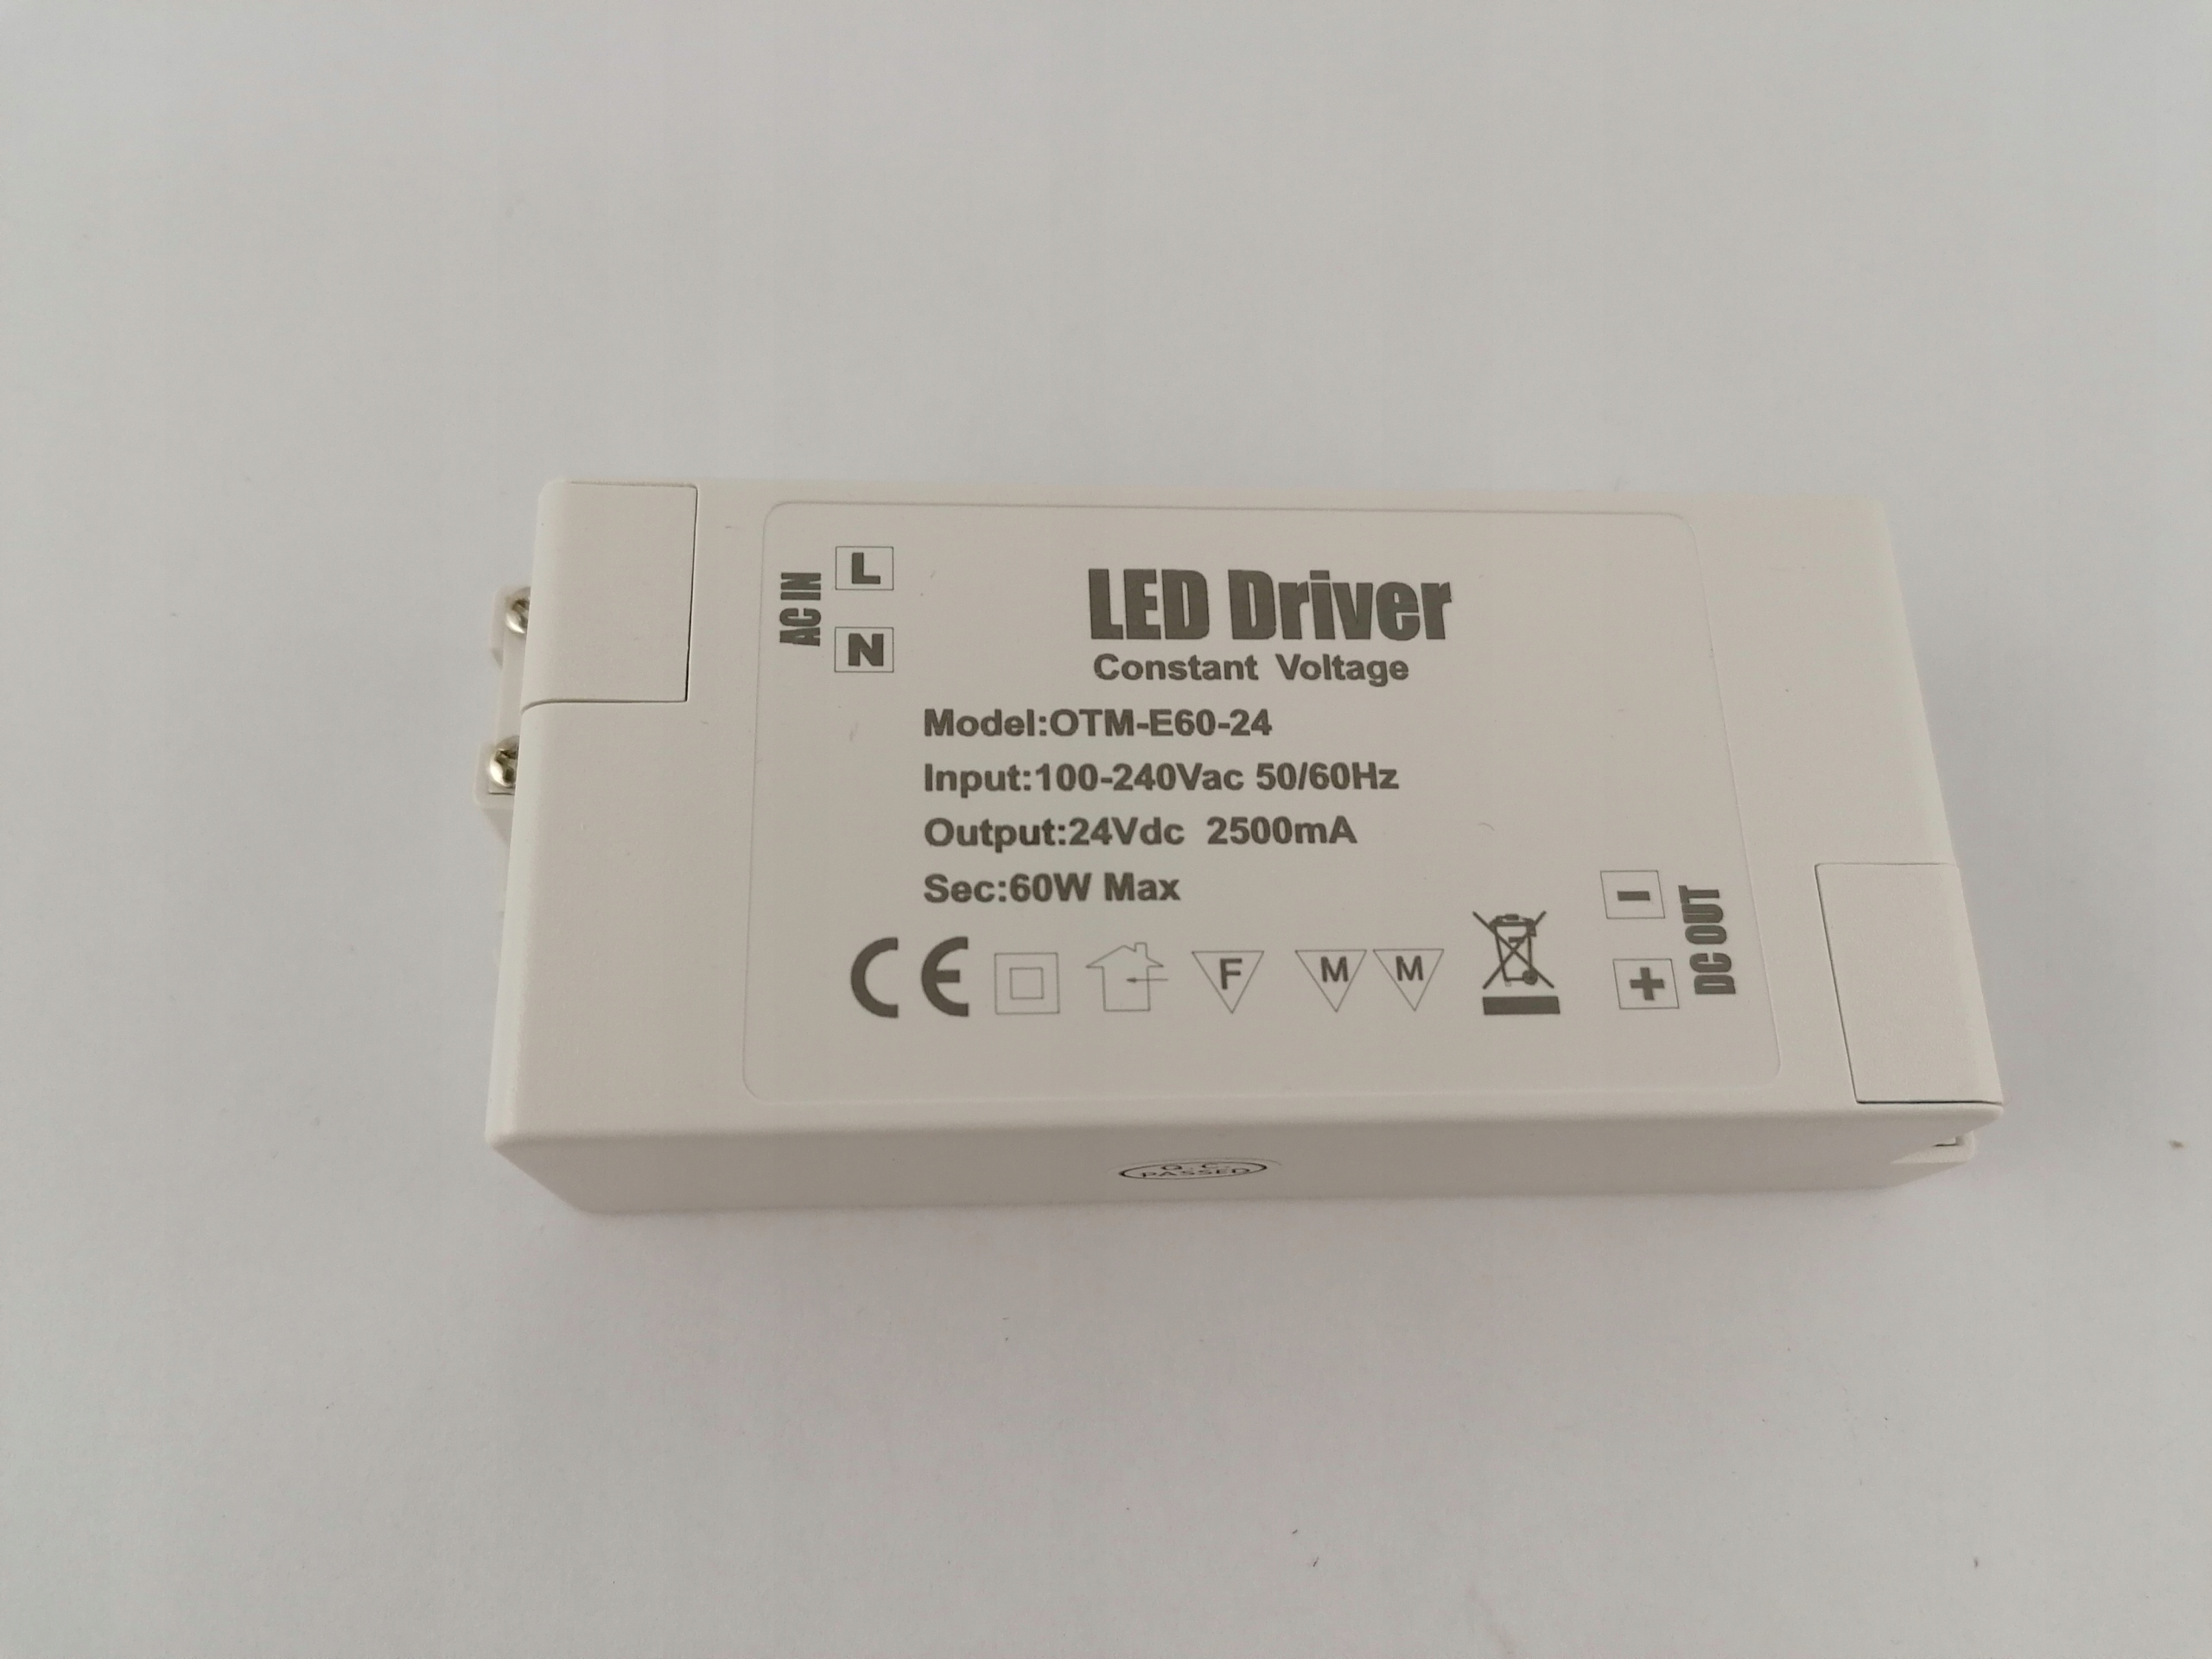 AC IN
L
N
LED Driver
Constant Voltage
Model:OTM-E60-24
Input:100-240Vac 50/60Hz
Output:24Vdc 2500mA
Sec:60W Max
CE
F
M M
-
+
DC OUT
Q.C.
PASSED